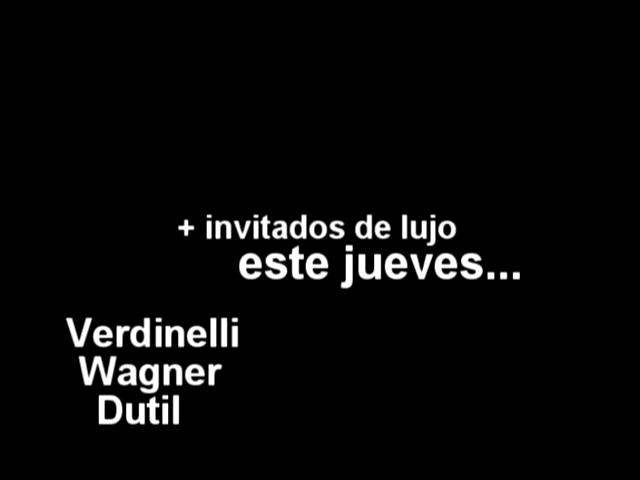 + invitados de lujo
este jueves...
Verdinelli
Wagner
Dutil